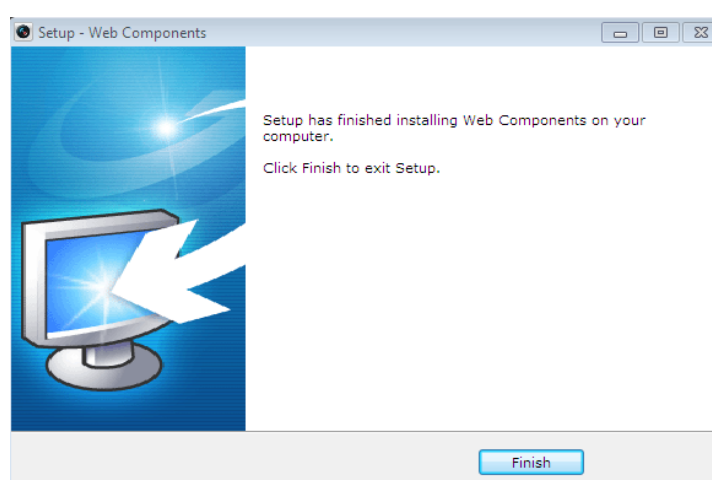 Setup - Web Components
Setup has finished installing Web Components on your
computer.
Click Finish to exit Setup.
Finish